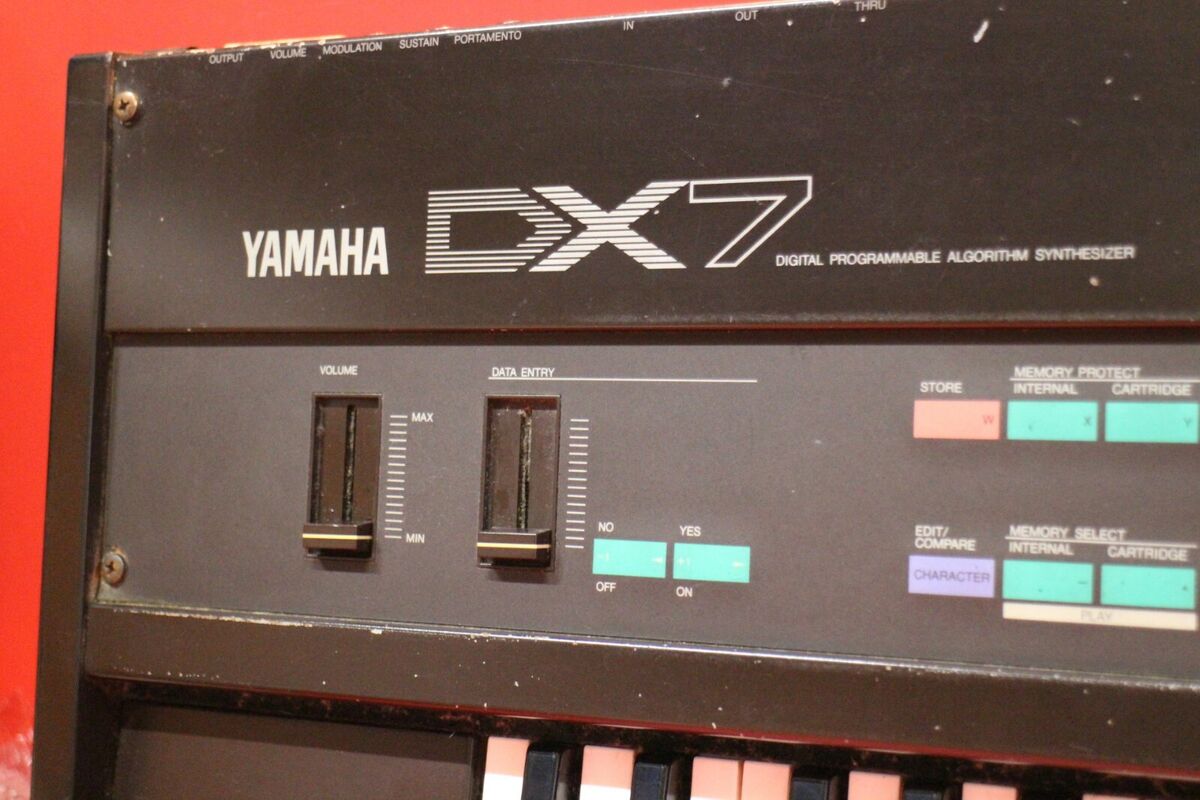 OUTPUT VOLUME MODULATION SUSTAIN PORTAMENTO IN OUT THRU
YAMAHA DX7 DIGITAL PROGRAMMABLE ALGORITHM SYNTHESIZER
VOLUME
MAX
MIN
DATA ENTRY
NO YES
OFF ON
MEMORY PROTECT
STORE INTERNAL CARTRIDGE
W X Y
EDIT/
COMPARE
CHARACTER
MEMORY SELECT
INTERNAL CARTRIDGE
PLAY